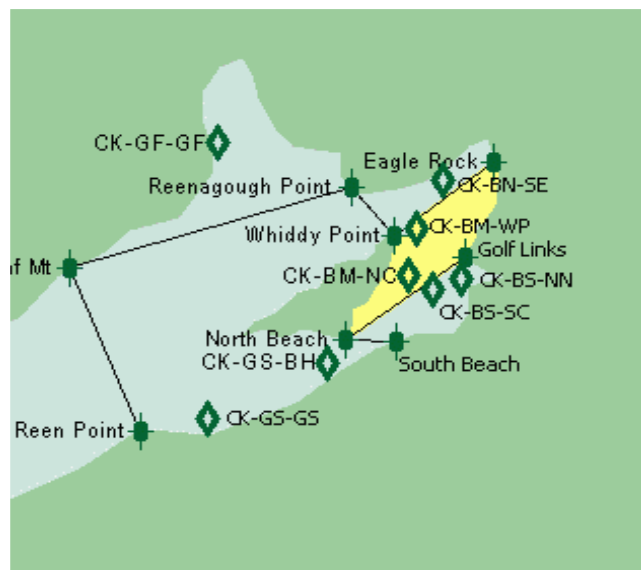 CK-GF-GF
Eagle Rock
Reenagough Point
CK-BN-SE
CK-BM-WP
Whiddy Point
Golf Links
Mt
CK-BM-NC
CK-BS-NN
CK-BS-SC
North Beach
CK-GS-BH
South Beach
CK-GS-GS
Reen Point